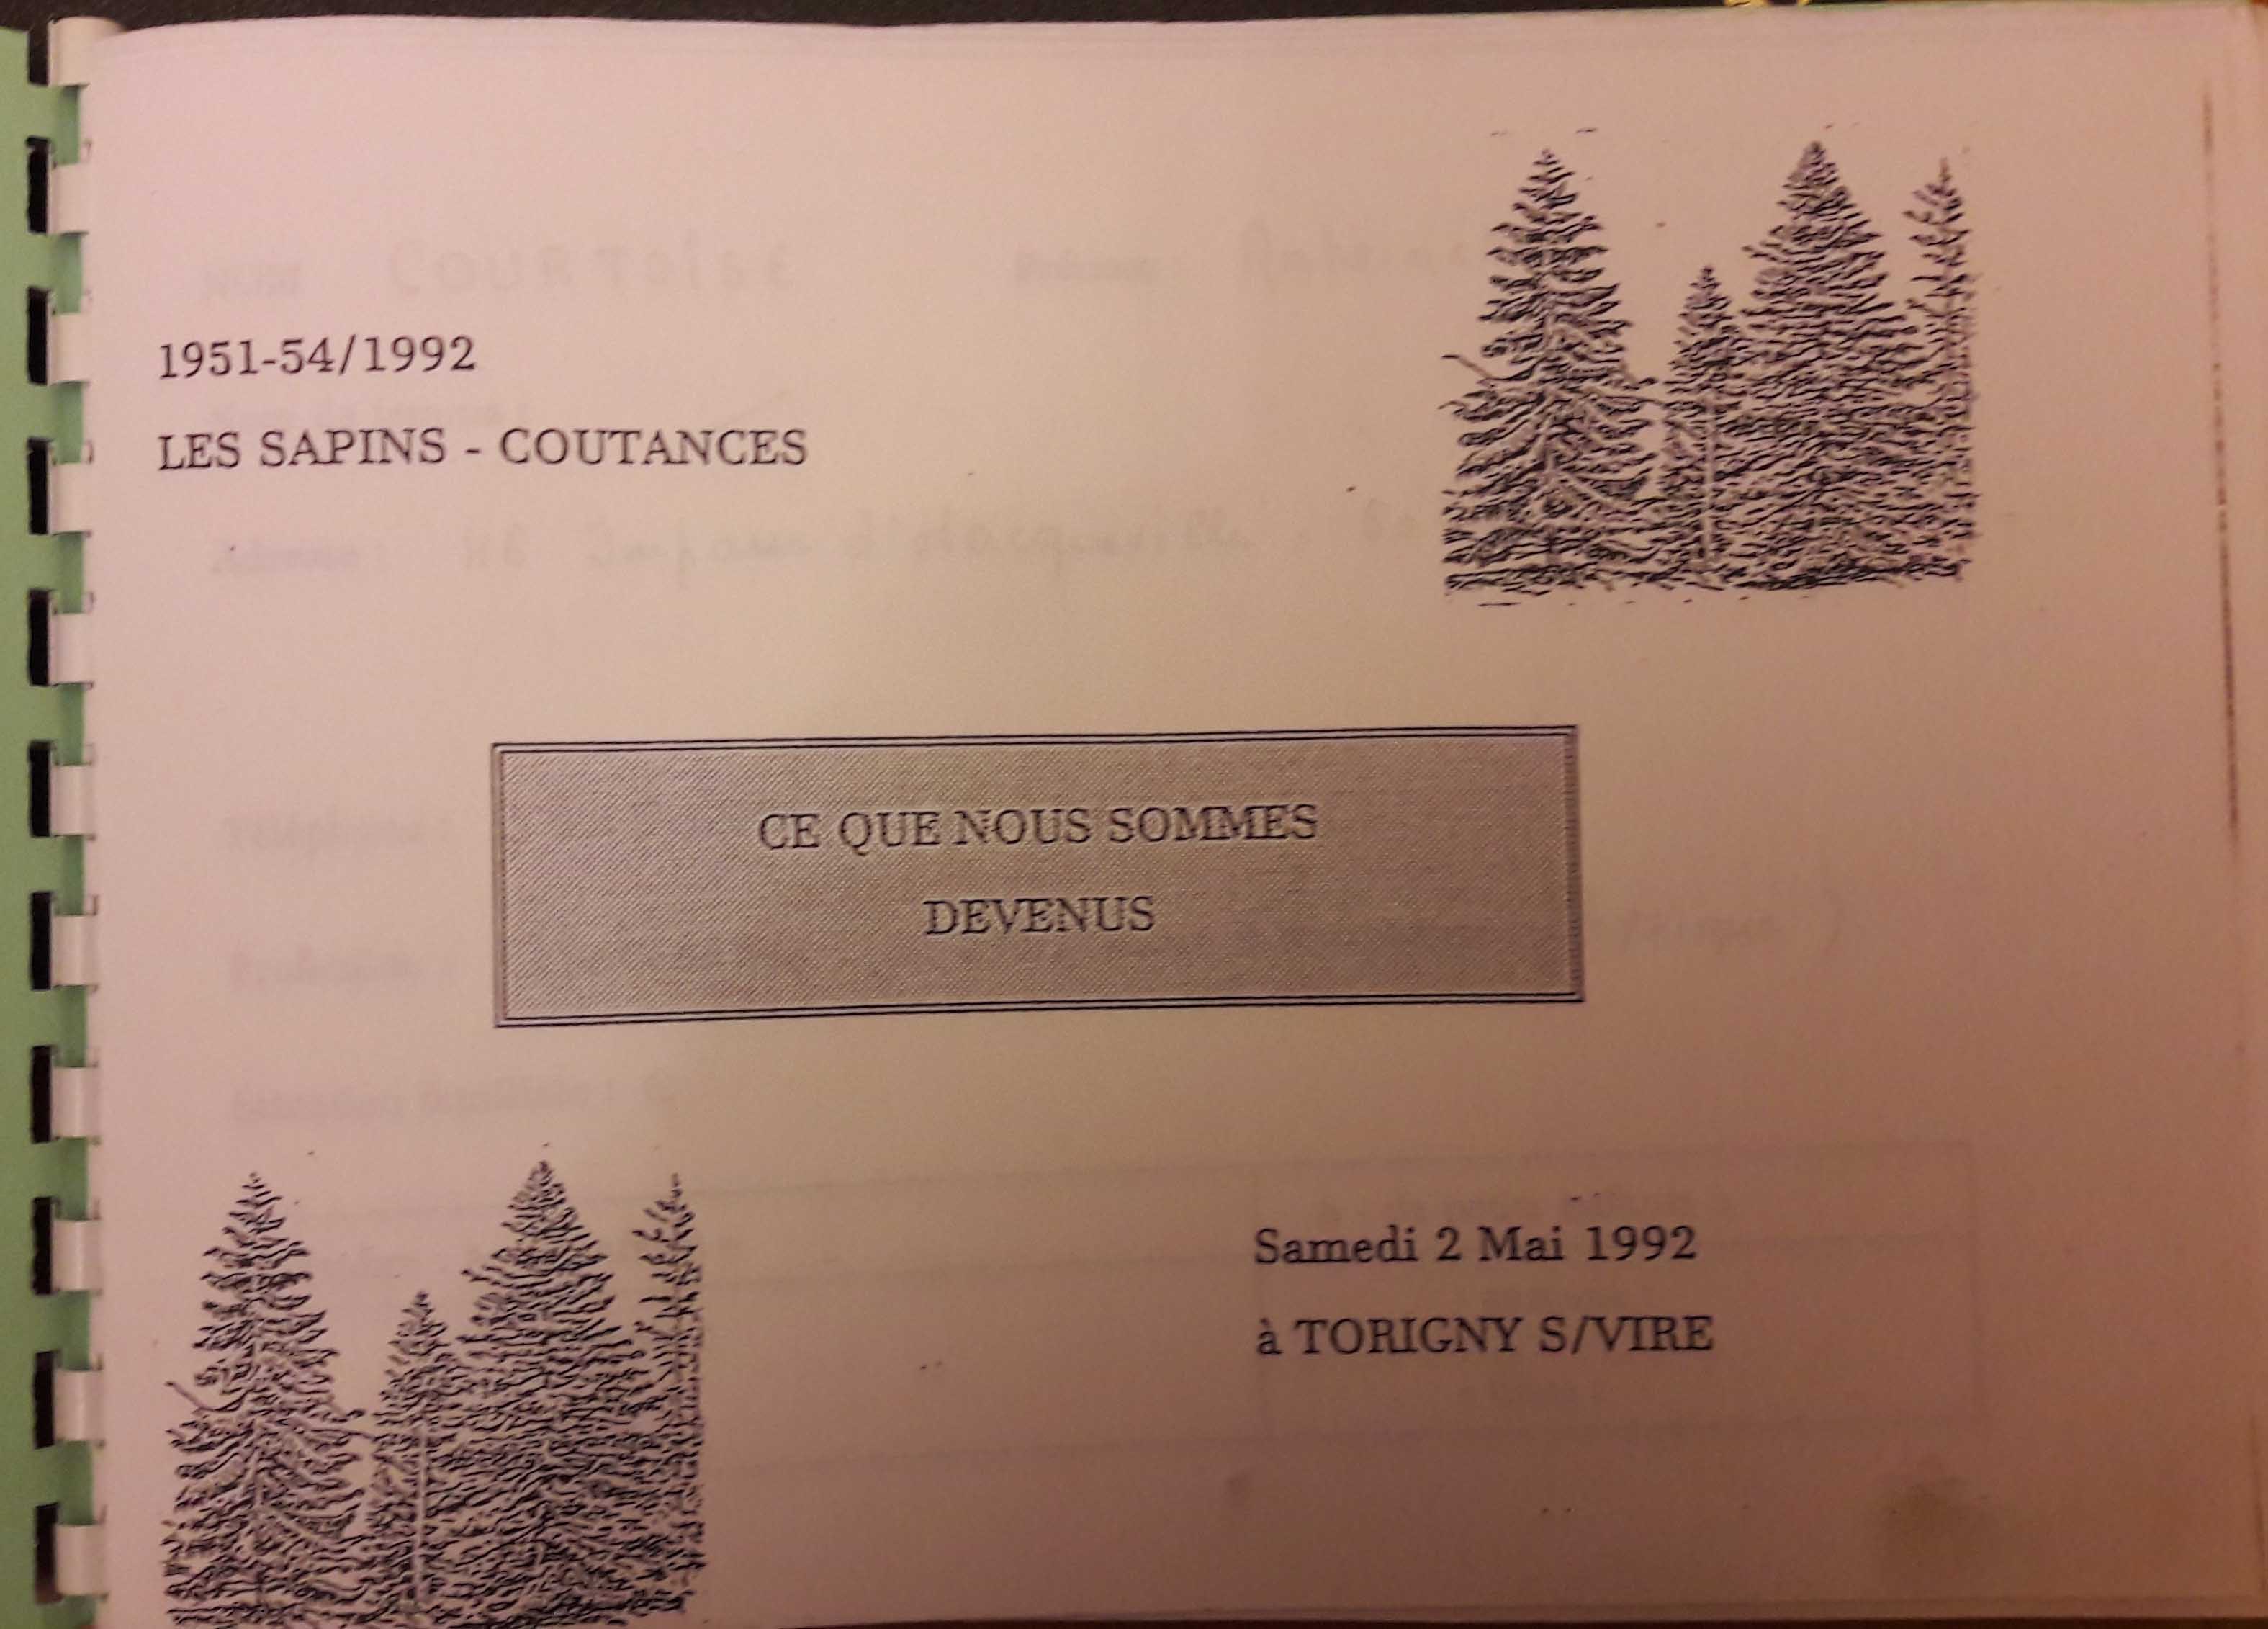 1951-54/1992
LES SAPINS - COUTANCES
CE QUE NOUS SOMMES
DEVENUS
Samedi 2 Mai 1992
à TORIGNY S/VIRE